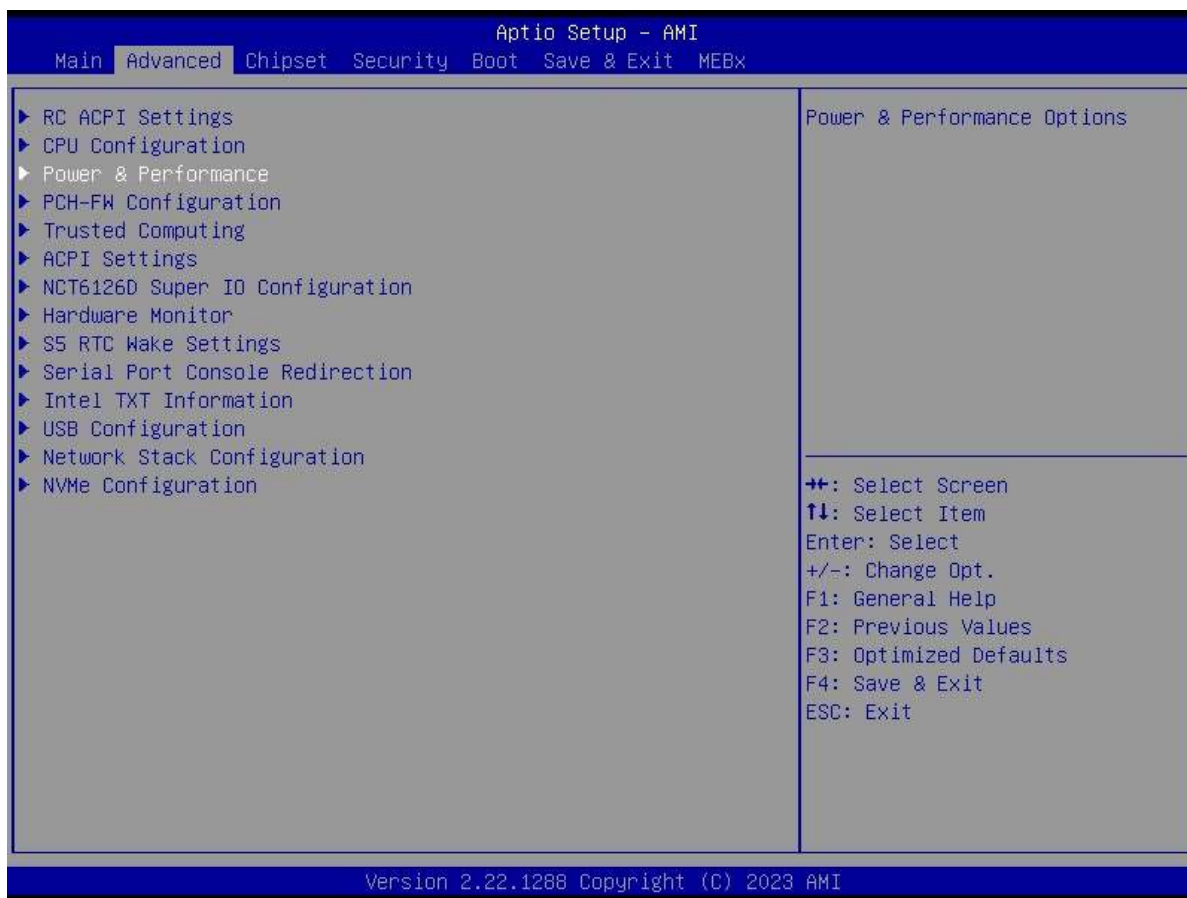 Aptio Setup - AMI
Main Advanced Chipset Security Boot Save & Exit MEBx
RC ACPI Settings
CPU Configuration
Power & Performance
PCH-FW Configuration
Trusted Computing
ACPI Settings
NCT6126D Super IO Configuration
Hardware Monitor
S5 RTC Wake Settings
Serial Port Console Redirection
Intel TXT Information
USB Configuration
Network Stack Configuration
NVMe Configuration
Power & Performance Options
→←: Select Screen
↑↓: Select Item
Enter: Select
+/-: Change Opt.
F1: General Help
F2: Previous Values
F3: Optimized Defaults
F4: Save & Exit
ESC: Exit
Version 2.22.1288 Copyright (C) 2023 AMI